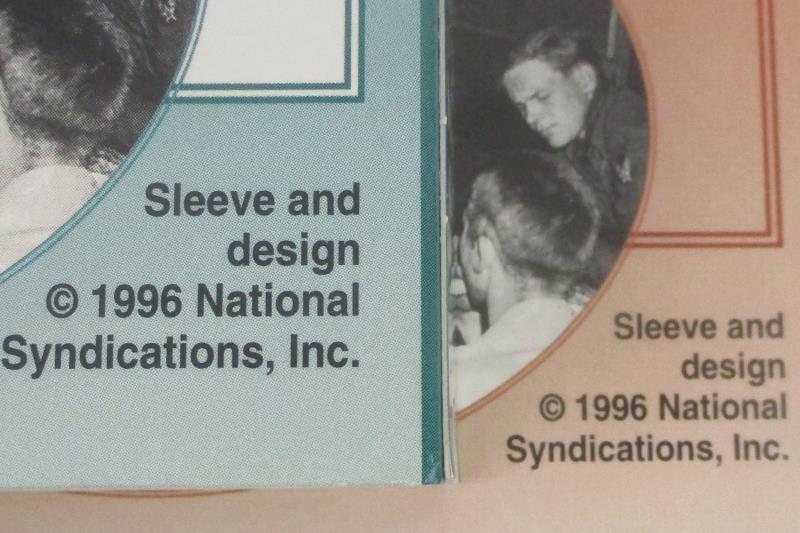 Sleeve and
design
© 1996 National
Syndications, Inc.
Sleeve and
design
© 1996 National
Syndications, Inc.